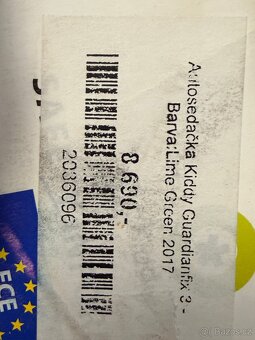 Autosedačka Kiddy Guardianfix 3 -
Barva:Lime Green 2017
8 690,-
2036096
ECE